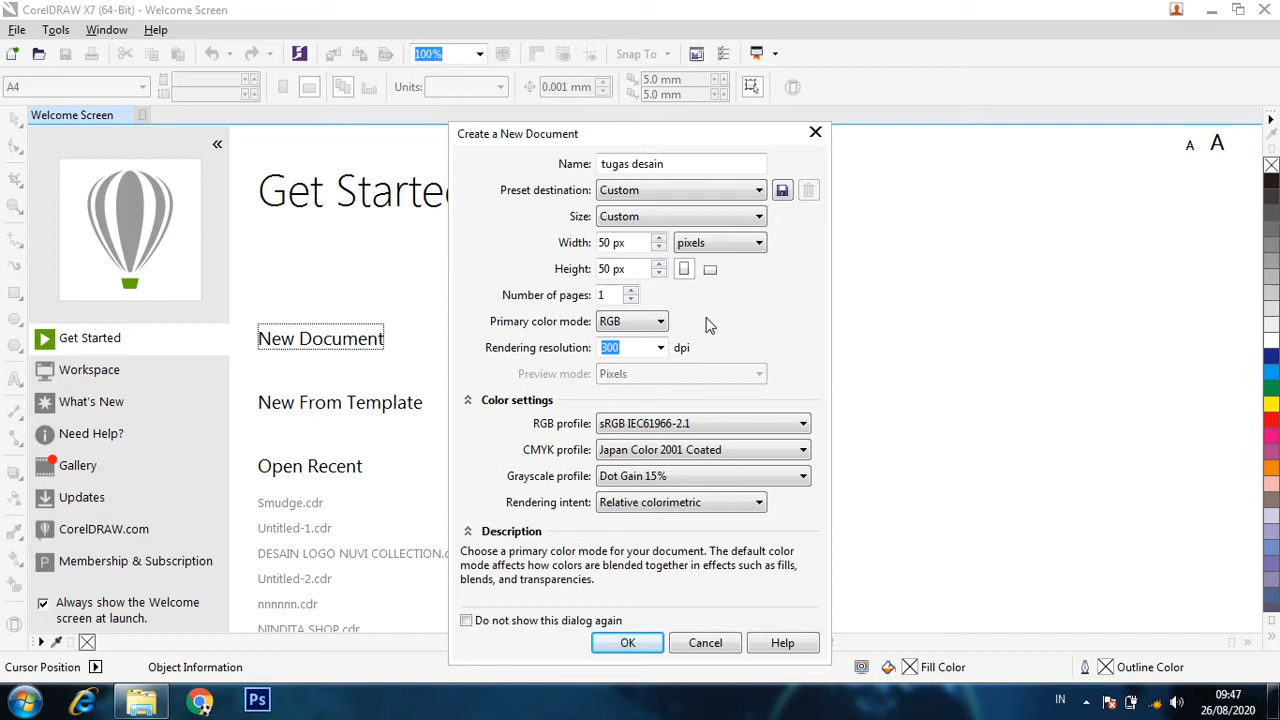 CorelDRAW X7 (64-Bit) - Welcome Screen
File Tools Window Help
100% Snap To
A4 Units: 0.001 mm 5.0 mm
5.0 mm
Welcome Screen
A A
Get Starte
Get Started
Workspace
What's New
Need Help?
Gallery
Updates
CorelDRAW.com
Membership & Subscription
Always show the Welcome
screen at launch.
New Document
New From Template
Open Recent
Smudge.cdr
Untitled-1.cdr
DESAIN LOGO NUVI COLLECTION.c
Untitled-2.cdr
nnnnnn.cdr
NINDITA SHOP.cdr
Create a New Document
Name: tugas desain
Preset destination: Custom
Size: Custom
Width: 50 px pixels
Height: 50 px
Number of pages: 1
Primary color mode: RGB
Rendering resolution: 300 dpi
Preview mode: Pixels
Color settings
RGB profile: sRGB IEC61966-2.1
CMYK profile: Japan Color 2001 Coated
Grayscale profile: Dot Gain 15%
Rendering intent: Relative colorimetric
Description
Choose a primary color mode for your document. The default color
mode affects how colors are blended together in effects such as fills,
blends, and transparencies.
Do not show this dialog again
OK Cancel Help
Cursor Position Object Information Fill Color Outline Color
Ps IN 09:47
26/08/2020